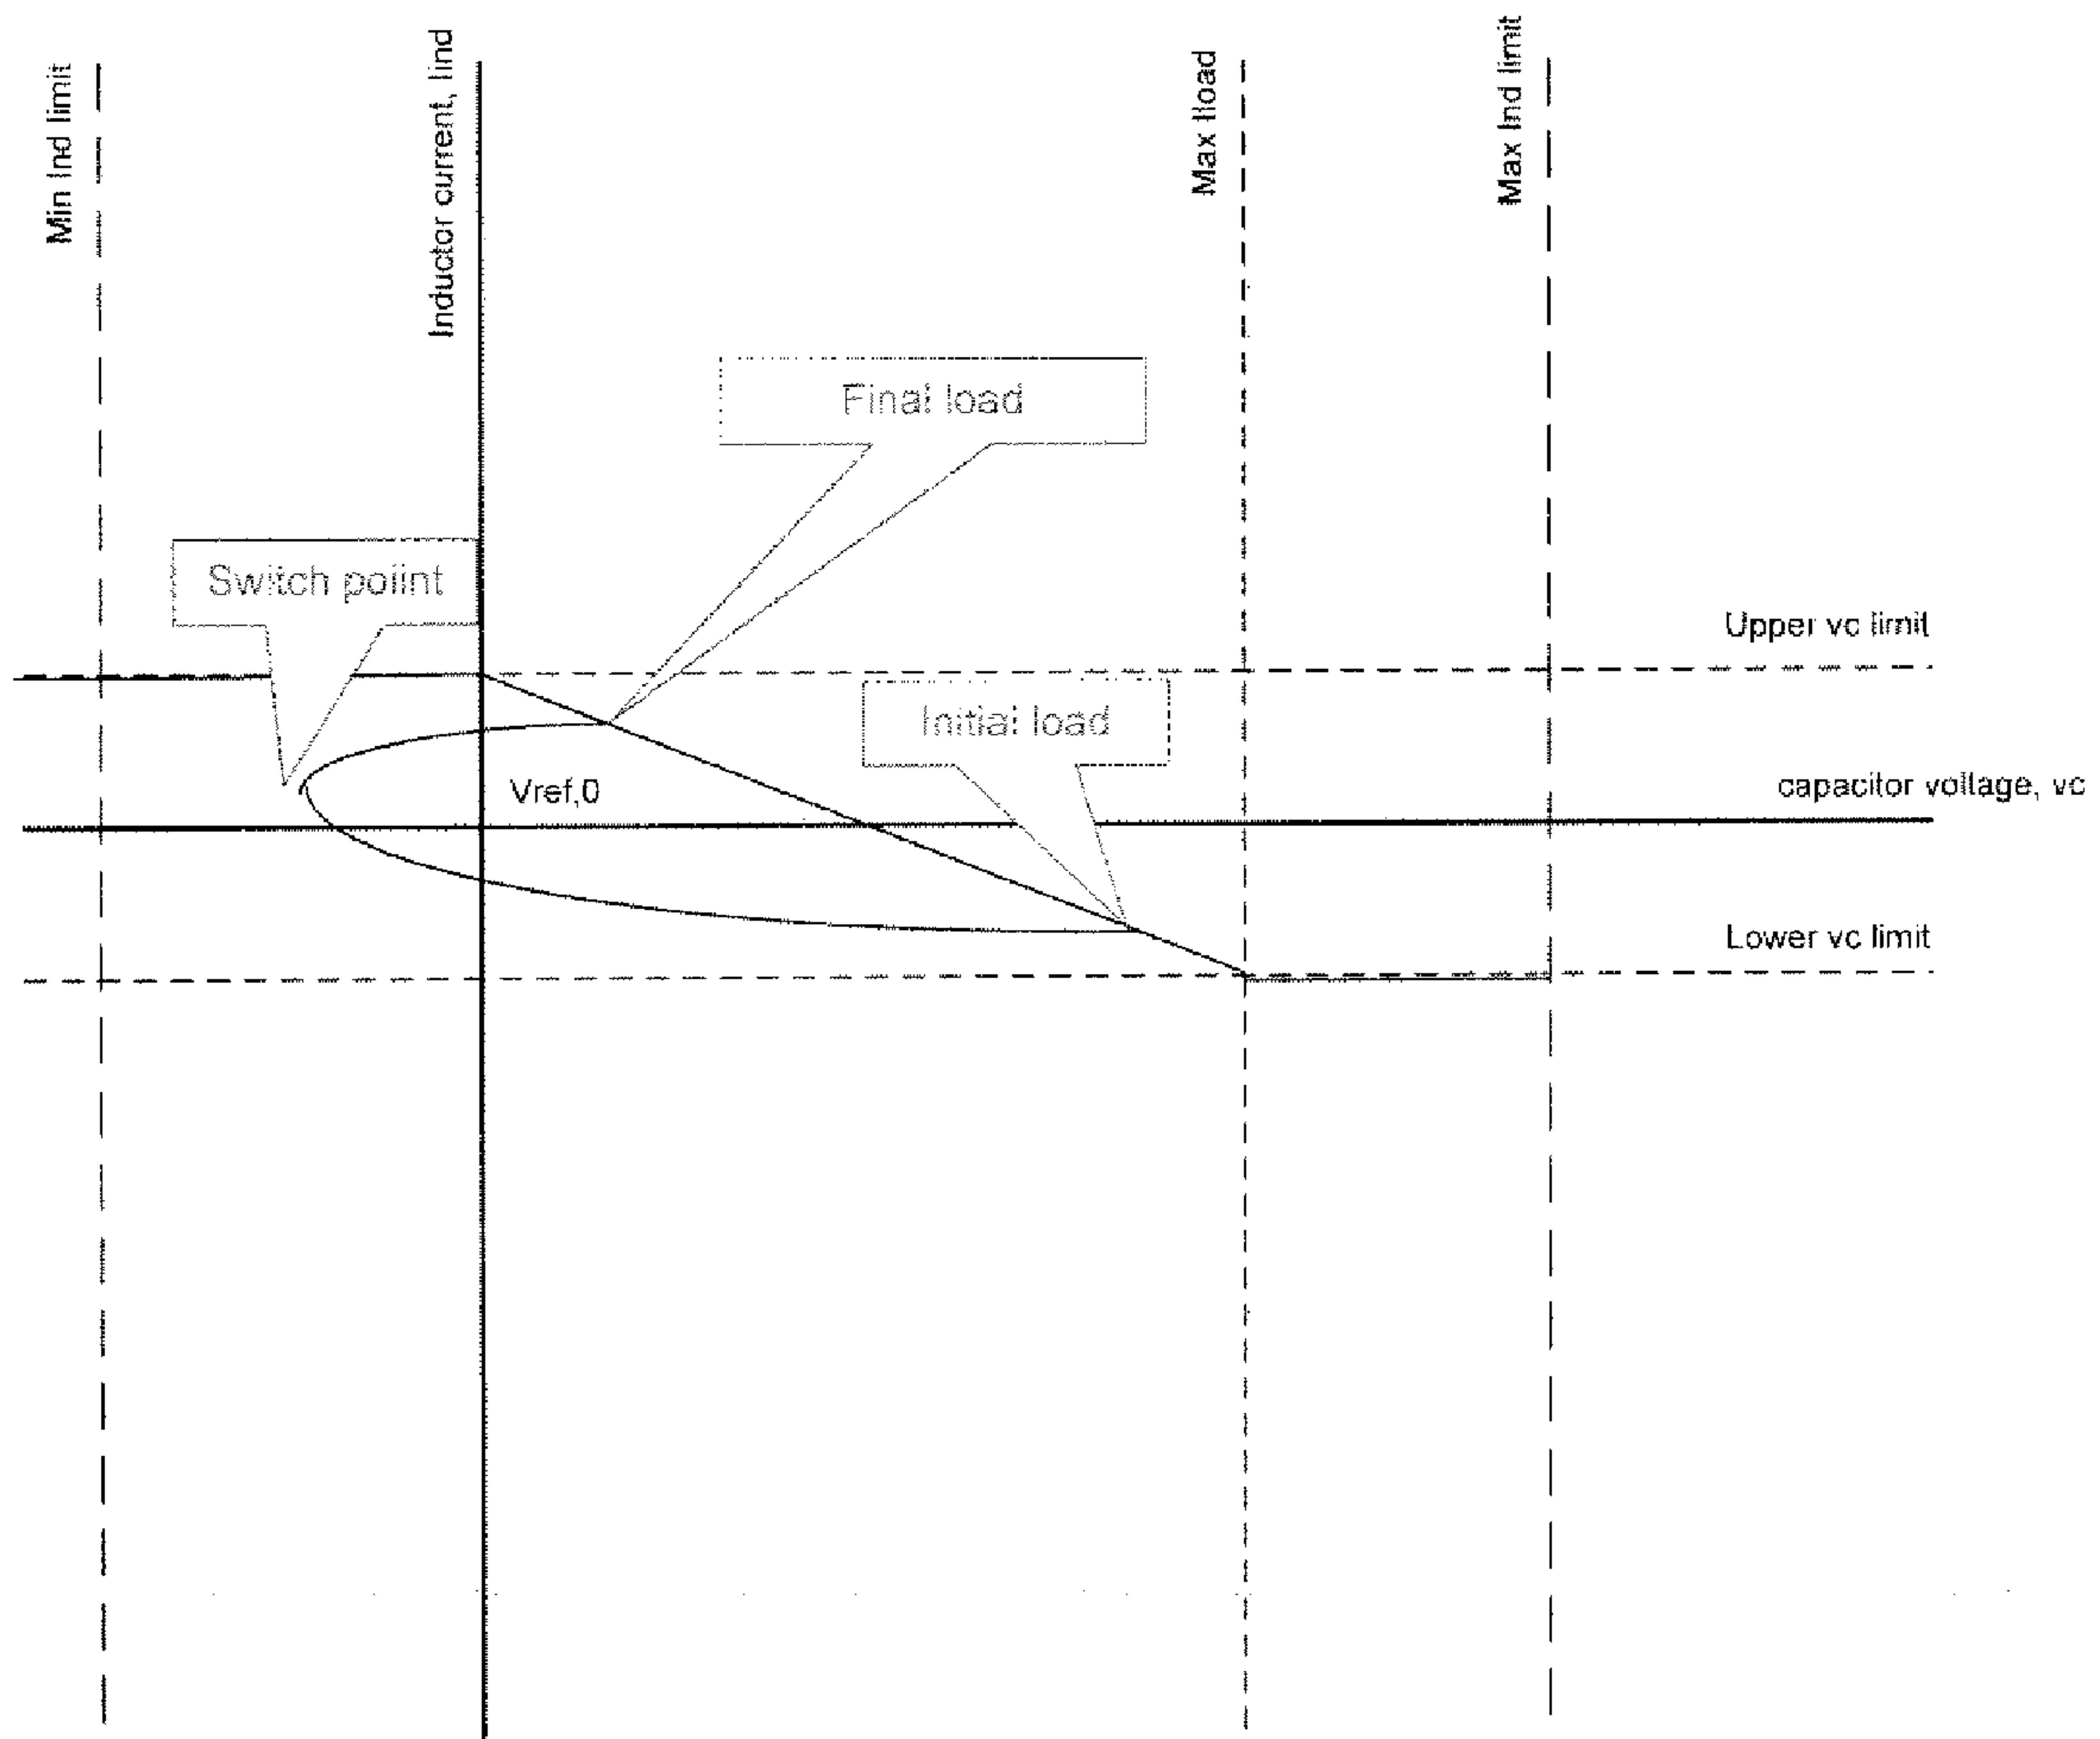 Min Ind limit
Inductor current, Iind
Max Iload
Max Ind limit
Final load
Switch poiint
Upper vc limit
Initial load
Vref,0
capacitor voltage, vc
Lower vc limit